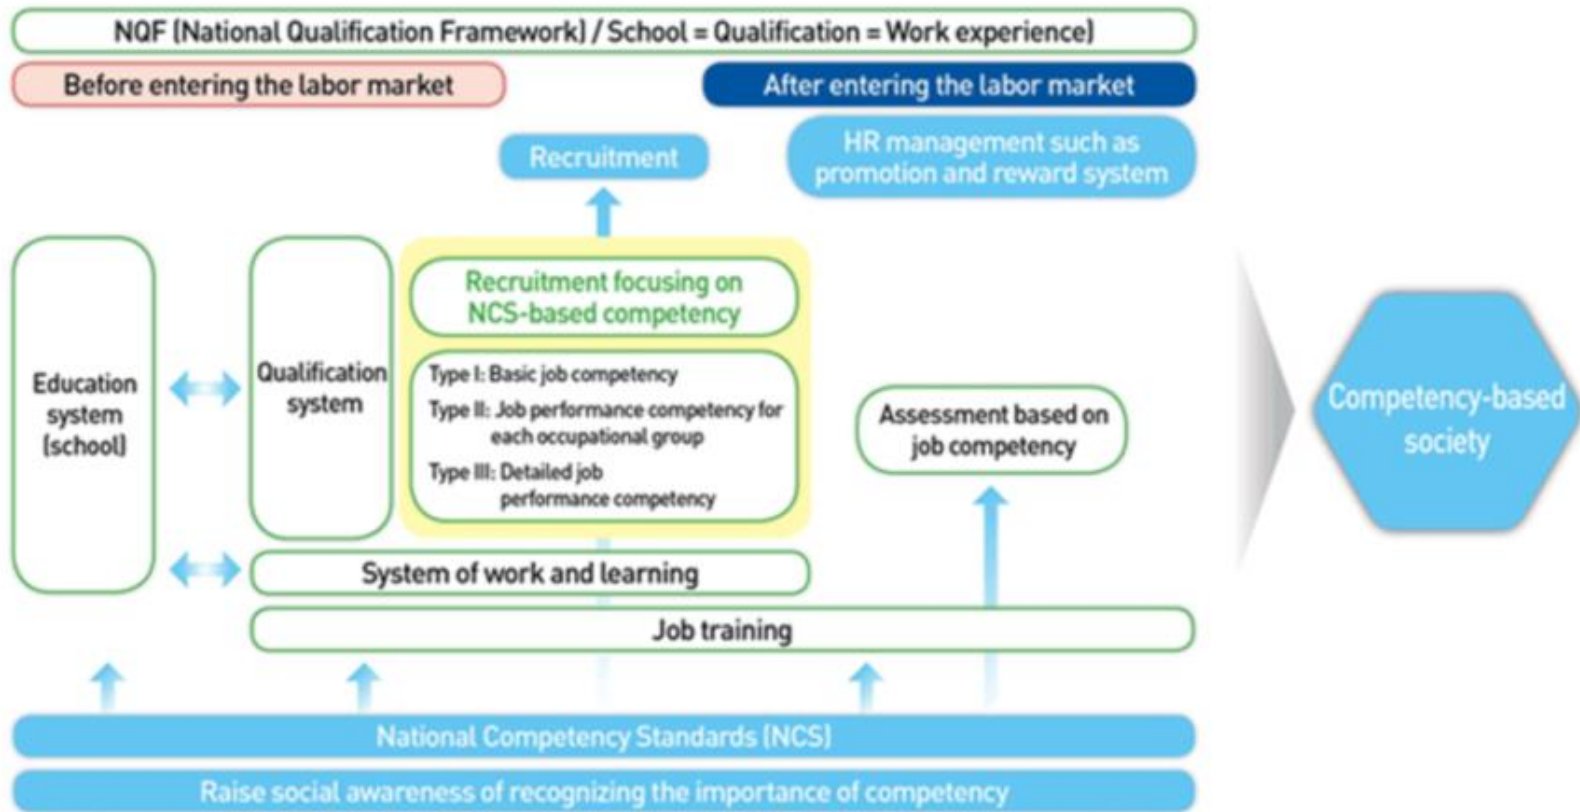 NQF (National Qualification Framework) / School = Qualification = Work experience)
Before entering the labor market
After entering the labor market
Recruitment
HR management such as
promotion and reward system
Education
system
(school)
Qualification
system
Recruitment focusing on
NCS-based competency
Type I: Basic job competency
Type II: Job performance competency for
each occupational group
Type III: Detailed job
performance competency
Assessment based on
job competency
Competency-based
society
System of work and learning
Job training
National Competency Standards (NCS)
Raise social awareness of recognizing the importance of competency